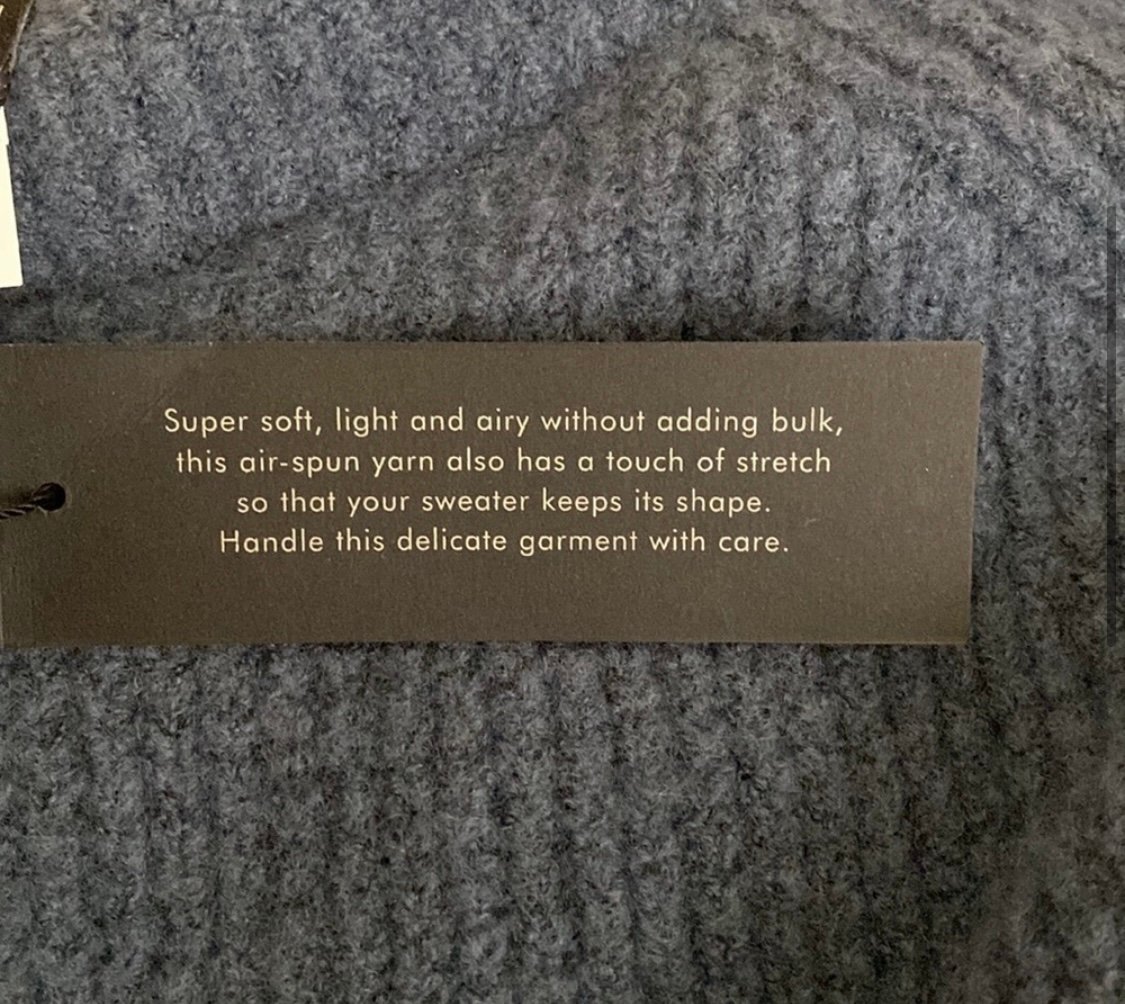 Super soft, light and airy without adding bulk,
this air-spun yarn also has a touch of stretch
so that your sweater keeps its shape.
Handle this delicate garment with care.